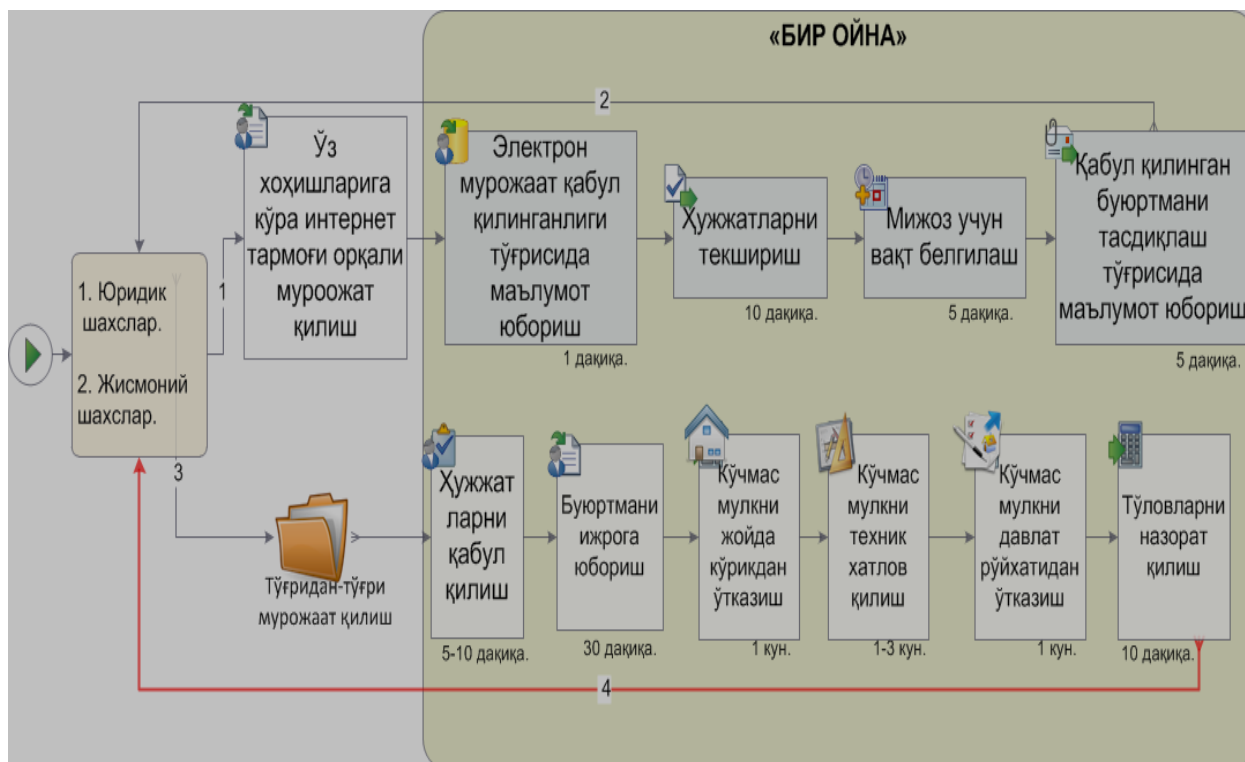 «БИР ОЙНА»
2
Ўз
хоҳишларига
кўра интернет
тармоғи орқали
муроожат
қилиш
Электрон
мурожаат қабул
қилинганлиги
тўғрисида
маълумот
юбориш
1 дақиқа.
Ҳужжатларни
текшириш
10 дақиқа.
Мижоз учун
вақт белгилаш
5 дақиқа.
Қабул қилинган
буюртмани
тасдиқлаш
тўғрисида
маълумот юбориш
5 дақиқа.
1. Юридик
шахслар.
2. Жисмоний
шахслар.
1
3
Тўғридан-тўғри
мурожаат қилиш
Ҳужжат
ларни
қабул
қилиш
5-10 дақиқа.
Буюртмани
ижрога
юбориш
30 дақиқа.
Кўчмас
мулкни
жойда
кўрикдан
ўтказиш
1 кун.
Кўчмас
мулкни
техник
хатлов
қилиш
1-3 кун.
Кўчмас
мулкни
давлат
рўйхатидан
ўтказиш
1 кун.
Тўловларни
назорат
қилиш
10 дақиқа.
4